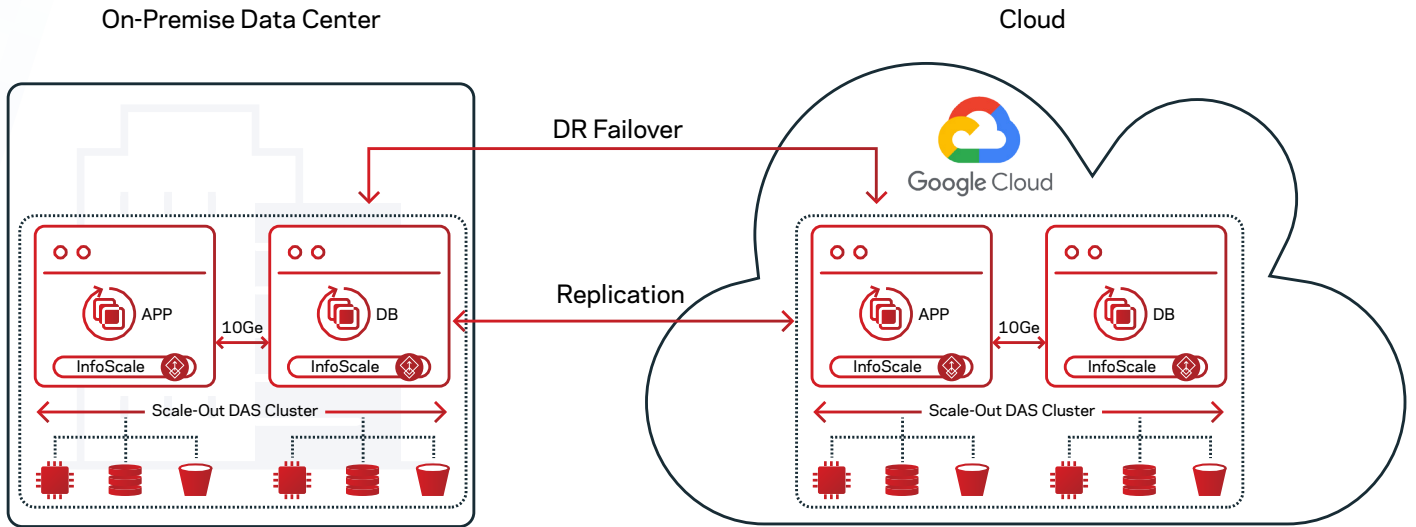 On-Premise Data Center
Cloud
DR Failover
Google Cloud
Replication
APP
10Ge
DB
InfoScale
InfoScale
Scale-Out DAS Cluster
APP
10Ge
DB
InfoScale
InfoScale
Scale-Out DAS Cluster